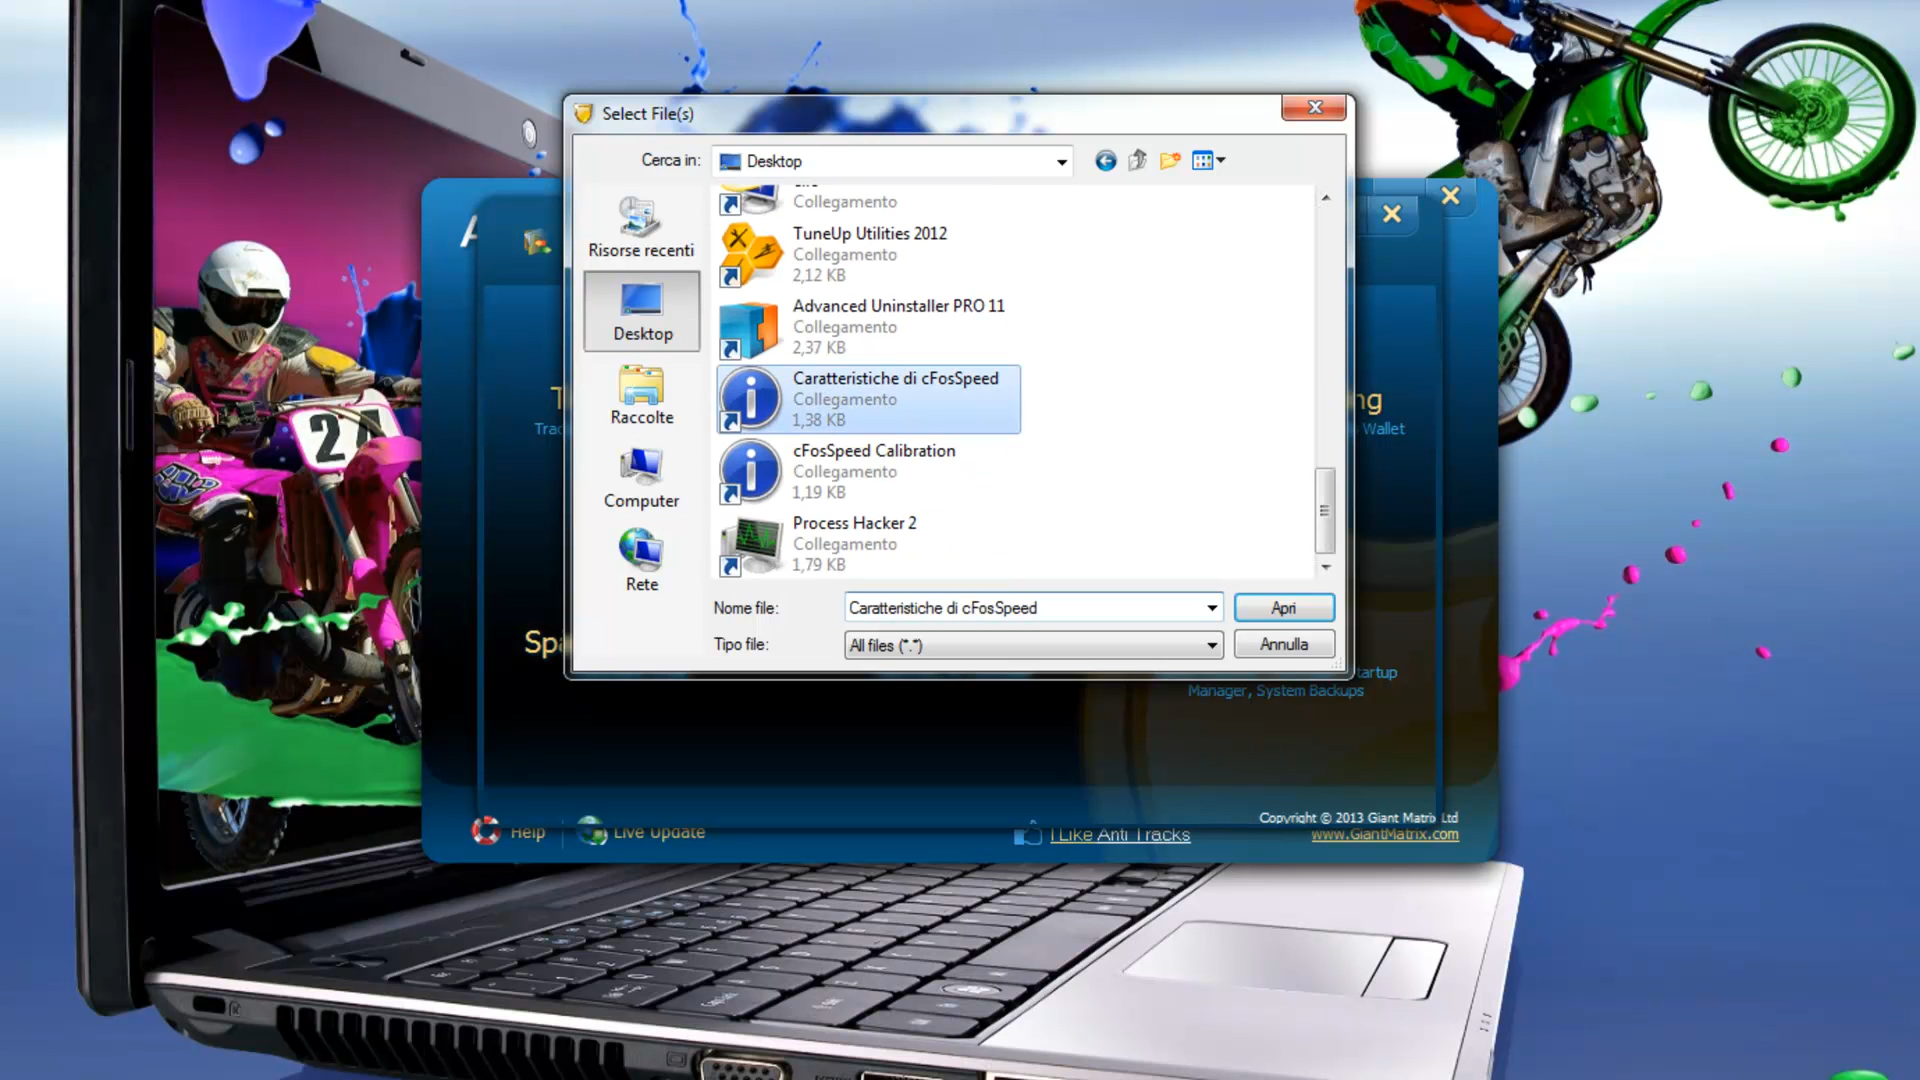 Select File(s)
Cerca in:
Desktop
Collegamento
Risorse recenti
Desktop
Raccolte
Computer
Rete
TuneUp Utilities 2012
Collegamento
2,12 KB
Advanced Uninstaller PRO 11
Collegamento
2,37 KB
Caratteristiche di cFosSpeed
Collegamento
1,38 KB
cFosSpeed Calibration
Collegamento
1,19 KB
Process Hacker 2
Collegamento
1,79 KB
Nome file:
Caratteristiche di cFosSpeed
Apri
Tipo file:
All files (*.*)
Annulla
Wallet
Manager, System Backups
Help
Live Update
I Like Anti Tracks
Copyright © 2013 Giant Matrix Ltd
www.GiantMatrix.com
24